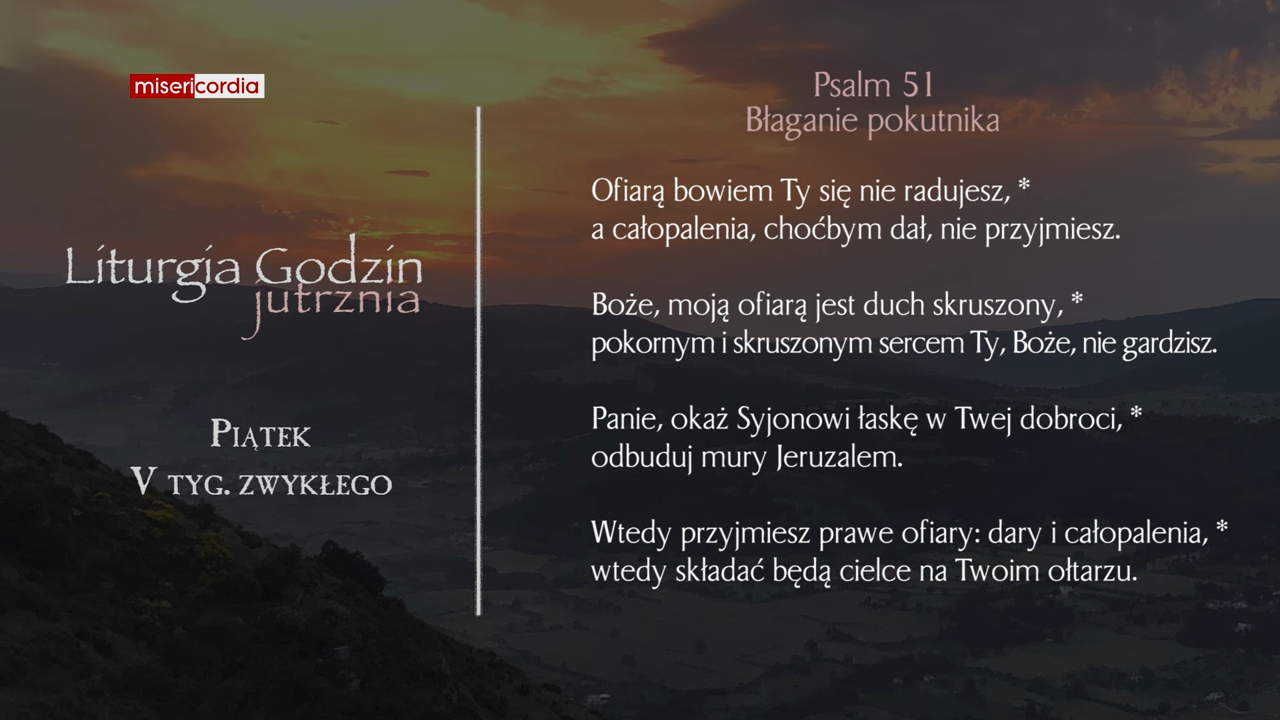 misericordia
Liturgia Godzin
jutrznia
Piątek
V tyg. zwykłego
Psalm 51
Błaganie pokutnika
Ofiarą bowiem Ty się nie radujesz, *
a całopalenia, choćbym dał, nie przyjmiesz.
Boże, moją ofiarą jest duch skruszony, *
pokornym i skruszonym sercem Ty, Boże, nie gardzisz.
Panie, okaż Syjonowi łaskę w Twej dobroci, *
odbuduj mury Jeruzalem.
Wtedy przyjmiesz prawe ofiary: dary i całopalenia, *
wtedy składać będą cielce na Twoim ołtarzu.